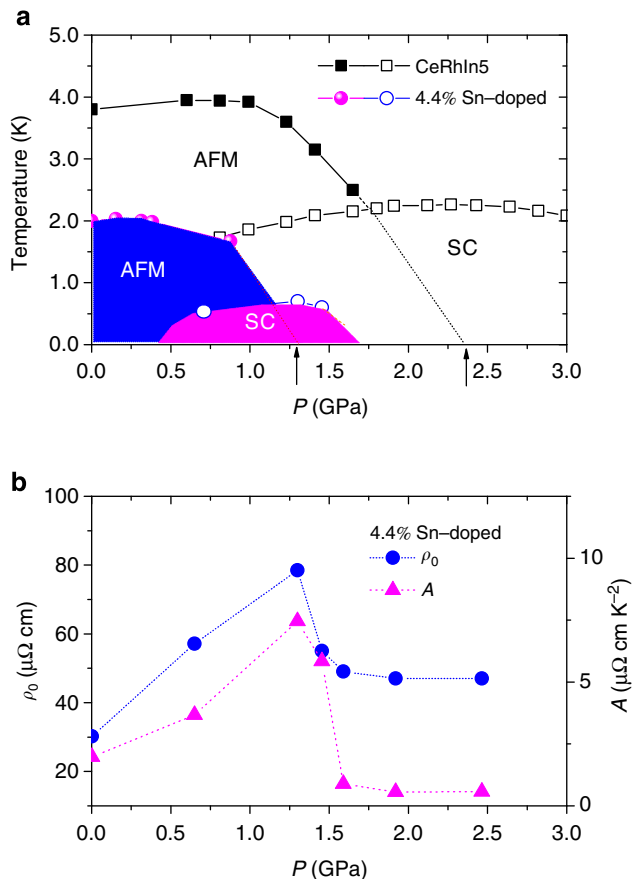 a
5.0
4.0
3.0
2.0
1.0
0.0
Temperature (K)
CeRhIn5
4.4% Sn–doped
AFM
AFM
SC
SC
0.0 0.5 1.0 1.5 2.0 2.5 3.0
P (GPa)
b
100
80
60
40
20
ρ0 (μΩ cm)
4.4% Sn–doped
ρ0
A
10
5
0
A (μΩ cm K−2)
0.0 0.5 1.0 1.5 2.0 2.5 3.0
P (GPa)